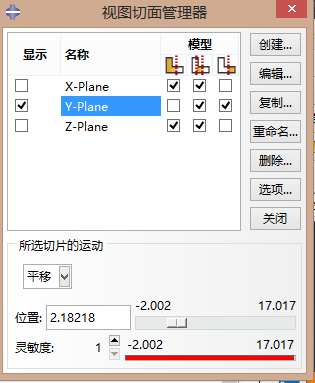 视图切面管理器
显示 名称 模型
X-Plane
Y-Plane
Z-Plane
创建...
编辑...
复制...
重命名...
删除...
选项...
关闭
所选切片的运动
平移
位置: 2.18218 -2.002 17.017
灵敏度: 1 -2.002 17.017